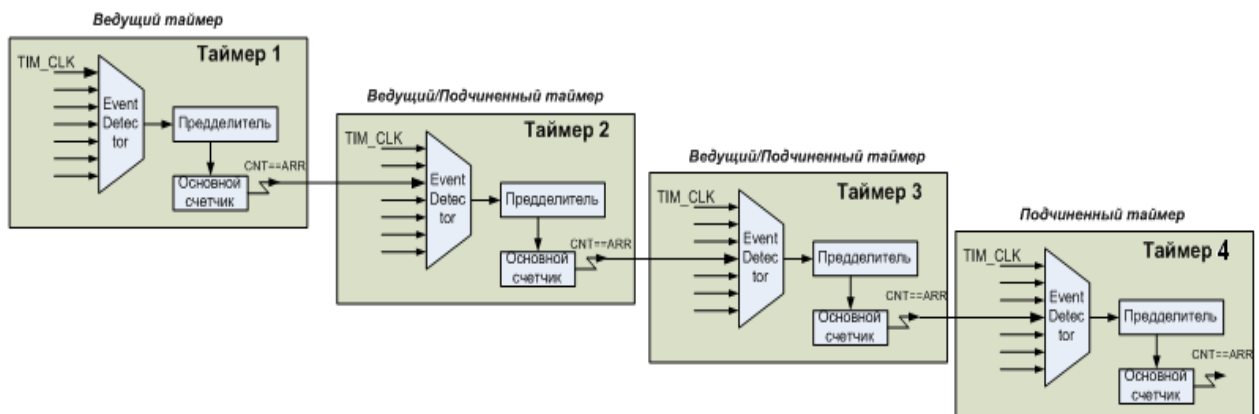 Ведущий таймер
Таймер 1
TIM_CLK
Event
Detec
tor
Предделитель
CNT==ARR
Основной
счетчик
Ведущий/Подчиненный таймер
Таймер 2
TIM_CLK
Event
Detec
tor
Предделитель
CNT==ARR
Основной
счетчик
Ведущий/Подчиненный таймер
Таймер 3
TIM_CLK
Event
Detec
tor
Предделитель
CNT==ARR
Основной
счетчик
Подчиненный таймер
Таймер 4
TIM_CLK
Event
Detec
tor
Предделитель
CNT==ARR
Основной
счетчик